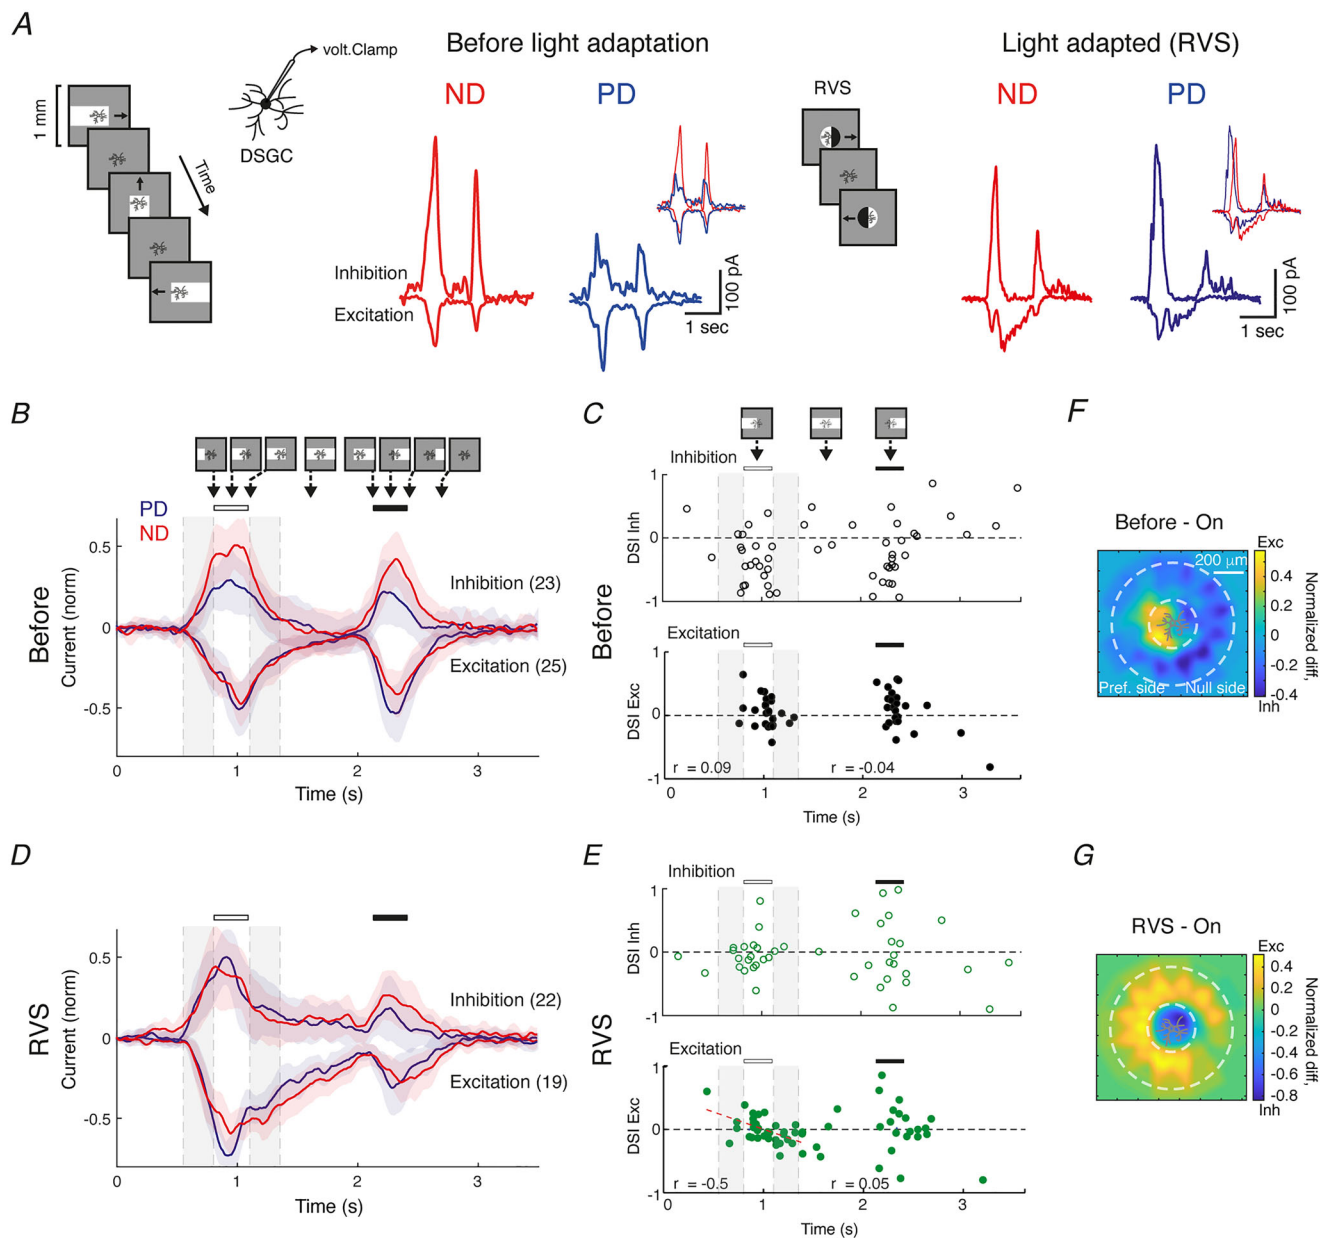 A
volt.Clamp
DSGC
1 mm
Time
Before light adaptation
ND
PD
Inhibition
Excitation
100 pA
1 sec
RVS
Light adapted (RVS)
ND
PD
100 pA
1 sec
B
Before
PD
ND
Current (norm)
0.5
0
-0.5
Inhibition (23)
Excitation (25)
0
1
2
3
Time (s)
C
Before
Inhibition
DSI Inh
1
0
-1
Excitation
DSI Exc
1
0
-1
r = 0.09
r = -0.04
0
1
2
3
Time (s)
F
Before - On
200 µm
Pref. side
Null side
Exc
0.4
0.2
0
-0.2
-0.4
Inh
Normalized diff,
D
RVS
Current (norm)
0.5
0
-0.5
Inhibition (22)
Excitation (19)
0
1
2
3
Time (s)
E
RVS
Inhibition
DSI Inh
1
0
-1
Excitation
DSI Exc
1
0
-1
r = -0.5
r = 0.05
0
1
2
3
Time (s)
G
RVS - On
Exc
0.4
0.2
0
-0.2
-0.4
-0.6
-0.8
Inh
Normalized diff,